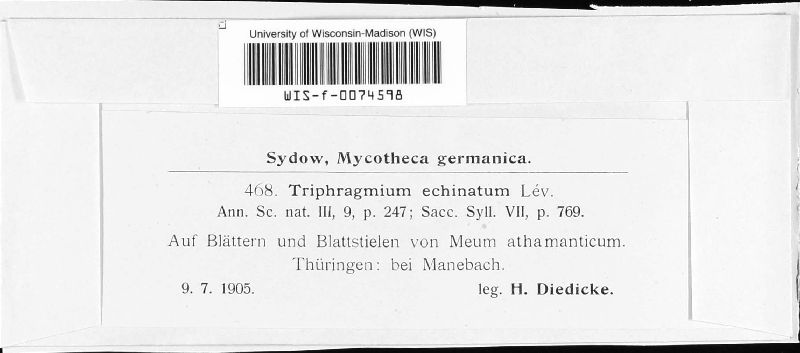 University of Wisconsin-Madison (WIS)
WIS-f-0074598
Sydow, Mycotheca germanica.
468. Triphragmium echinatum Lév.
Ann. Sc. nat. III, 9, p. 247; Sacc. Syll. VII, p. 769.
Auf Blättern und Blattstielen von Meum athamanticum.
Thüringen: bei Manebach.
9. 7. 1905. leg. H. Diedicke.